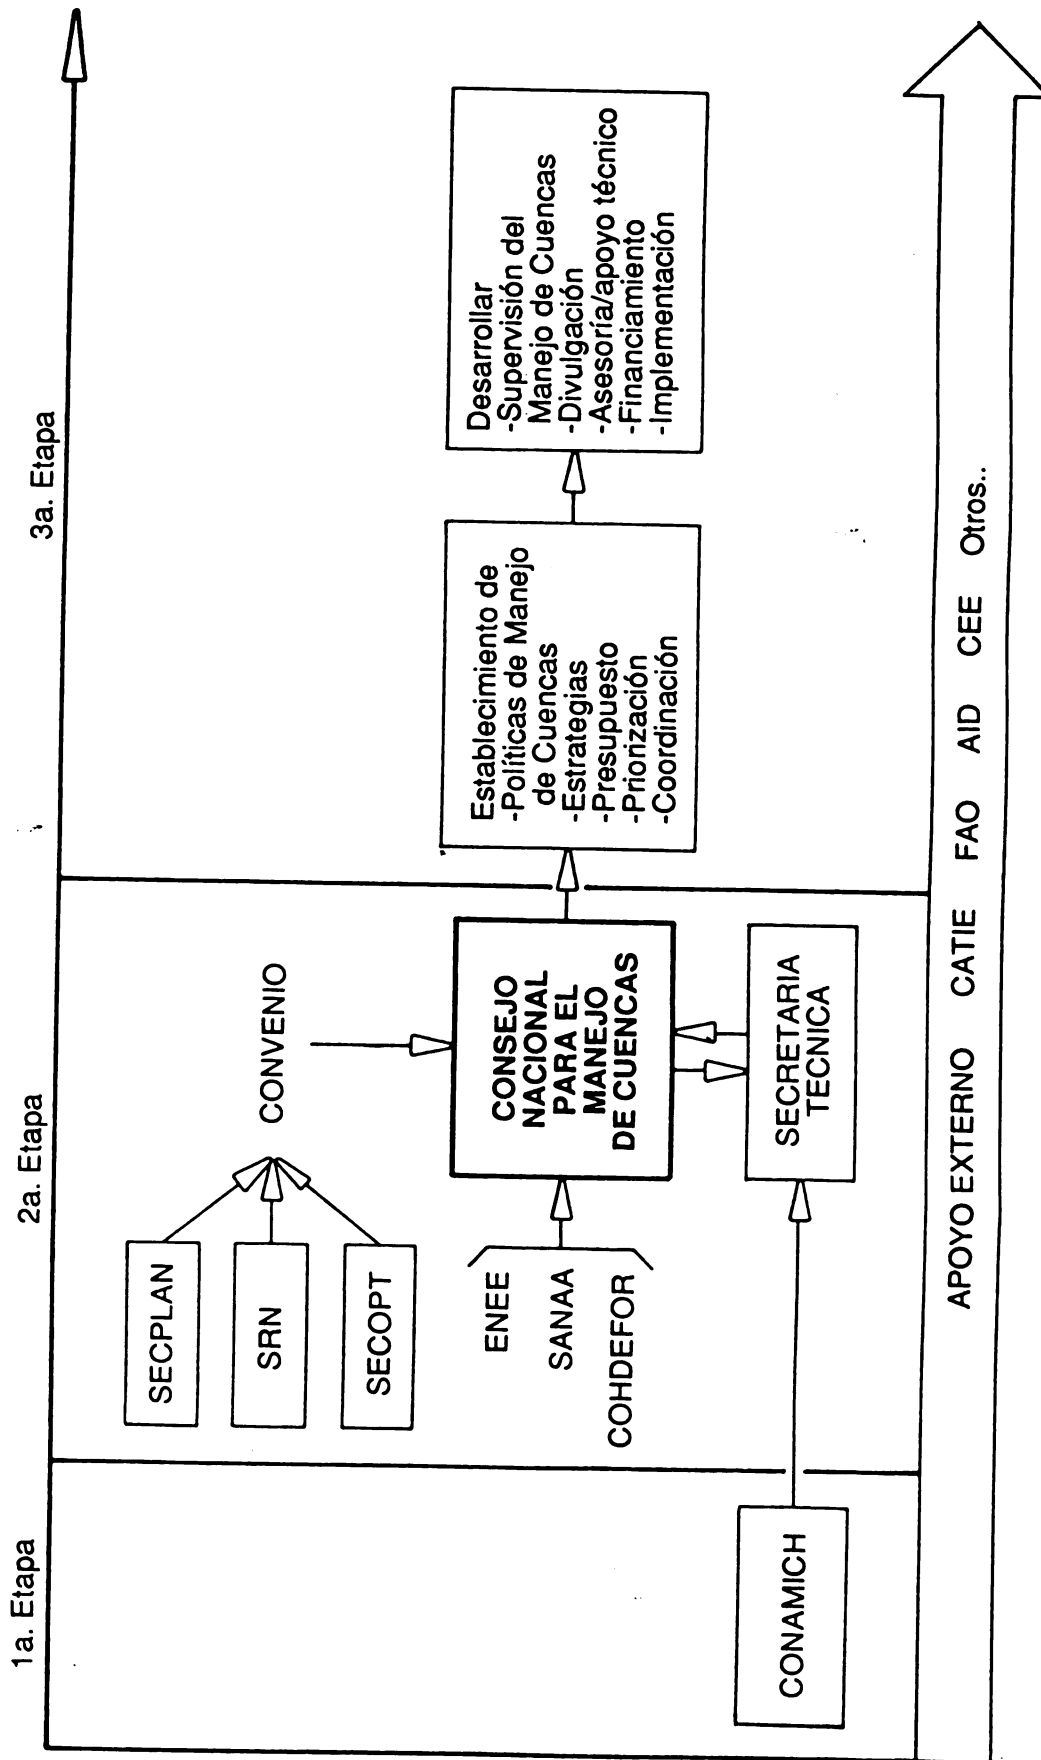 1a. Etapa
2a. Etapa
3a. Etapa
SECPLAN
SRN
SECOPT
CONVENIO
ENEE
SANAA
COHDEFOR
CONSEJO
NACIONAL
PARA EL
MANEJO
DE CUENCAS
CONAMICH
SECRETARIA
TECNICA
Establecimiento de
-Políticas de Manejo
de Cuencas
-Estrategias
-Presupuesto
-Priorización
-Coordinación
Desarrollar
-Supervisión del
Manejo de Cuencas
-Divulgación
-Asesoría/apoyo técnico
-Financiamiento
-Implementación
APOYO EXTERNO CATIE FAO AID CEE Otros..